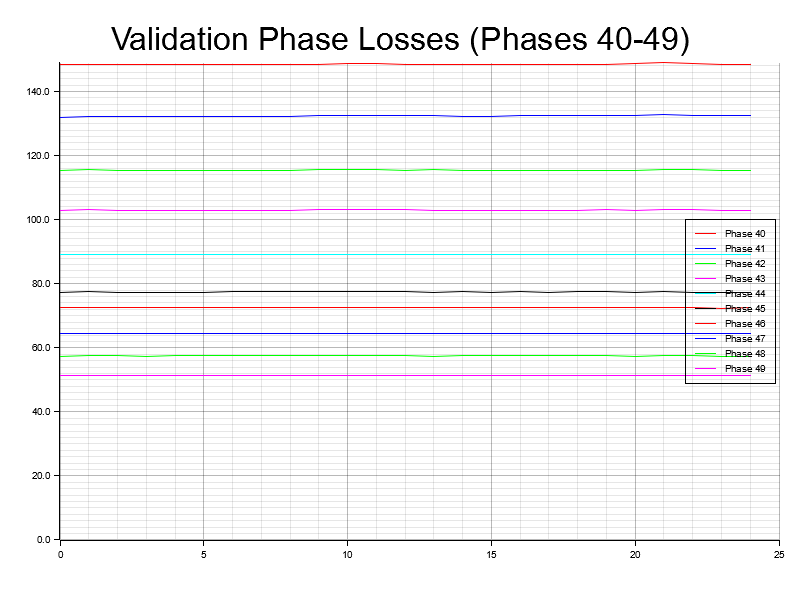 Validation Phase Losses (Phases 40-49)
140.0
120.0
100.0
80.0
60.0
40.0
20.0
0.0
0 5 10 15 20 25
Phase 40
Phase 41
Phase 42
Phase 43
Phase 44
Phase 45
Phase 46
Phase 47
Phase 48
Phase 49